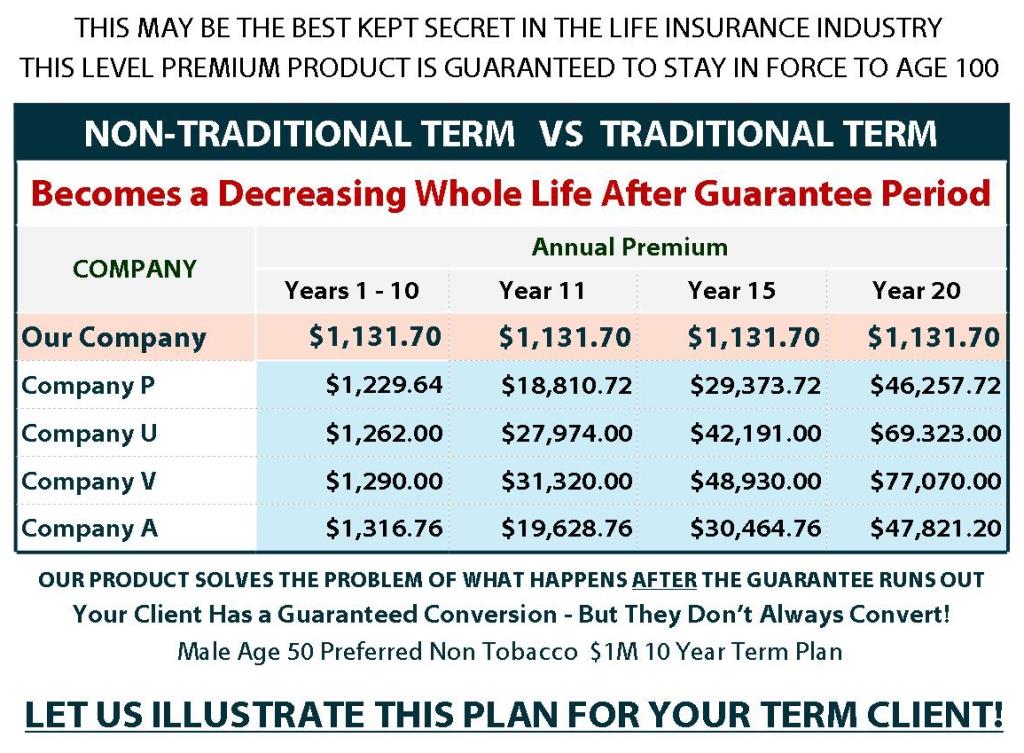 THIS MAY BE THE BEST KEPT SECRET IN THE LIFE INSURANCE INDUSTRY
THIS LEVEL PREMIUM PRODUCT IS GUARANTEED TO STAY IN FORCE TO AGE 100
NON-TRADITIONAL TERM VS TRADITIONAL TERM
Becomes a Decreasing Whole Life After Guarantee Period
COMPANY
Annual Premium
Years 1 - 10 Year 11 Year 15 Year 20
Our Company $1,131.70 $1,131.70 $1,131.70 $1,131.70
Company P $1,229.64 $18,810.72 $29,373.72 $46,257.72
Company U $1,262.00 $27,974.00 $42,191.00 $69.323.00
Company V $1,290.00 $31,320.00 $48,930.00 $77,070.00
Company A $1,316.76 $19,628.76 $30,464.76 $47,821.20
OUR PRODUCT SOLVES THE PROBLEM OF WHAT HAPPENS AFTER THE GUARANTEE RUNS OUT
Your Client Has a Guaranteed Conversion - But They Don't Always Convert!
Male Age 50 Preferred Non Tobacco $1M 10 Year Term Plan
LET US ILLUSTRATE THIS PLAN FOR YOUR TERM CLIENT!